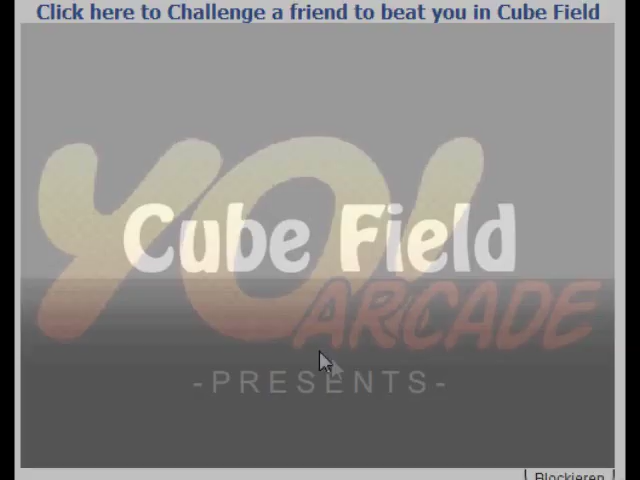 Click here to Challenge a friend to beat you in Cube Field
YO!
Cube Field
ARCADE
-PRESENTS-
Blockieren